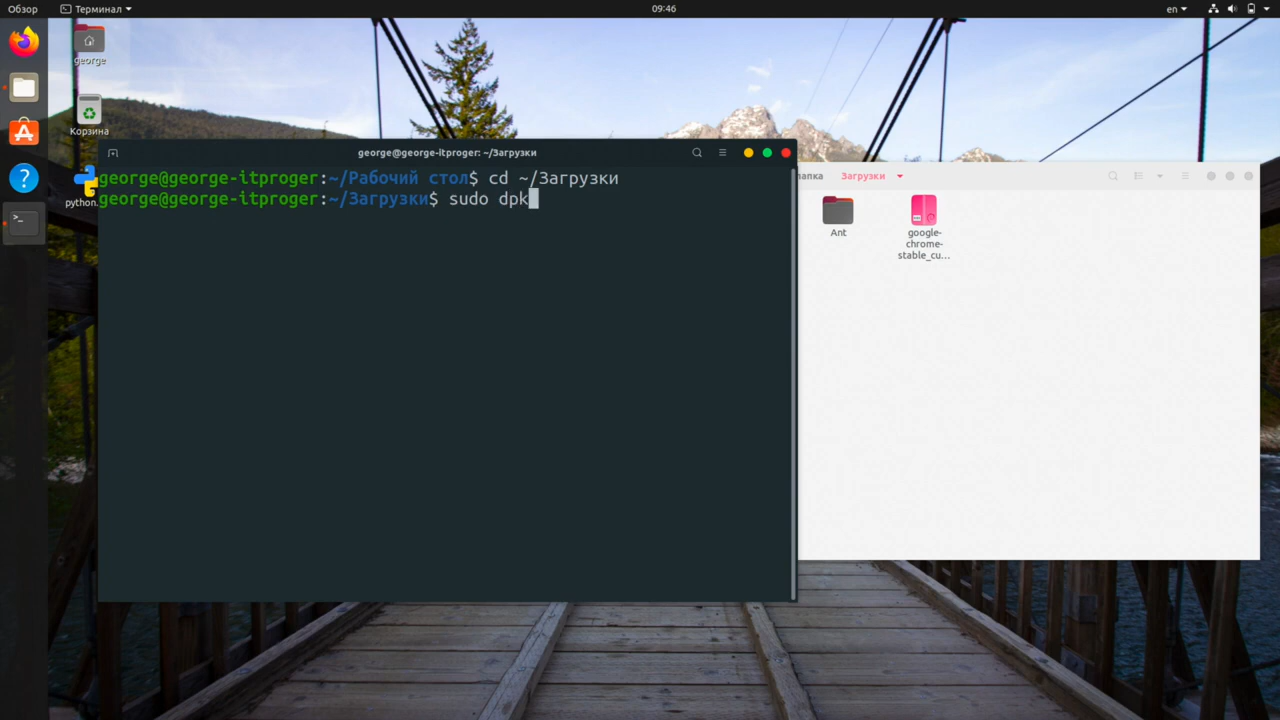 Обзор
Терминал
09:46
en
george
Корзина
python.
george@george-itproger: ~/Загрузки
george@george-itproger:~/Рабочий стол$ cd ~/Загрузки
george@george-itproger:~/Загрузки$ sudo dpk
апка
Загрузки
Ant
google-
chrome-
stable_cu...